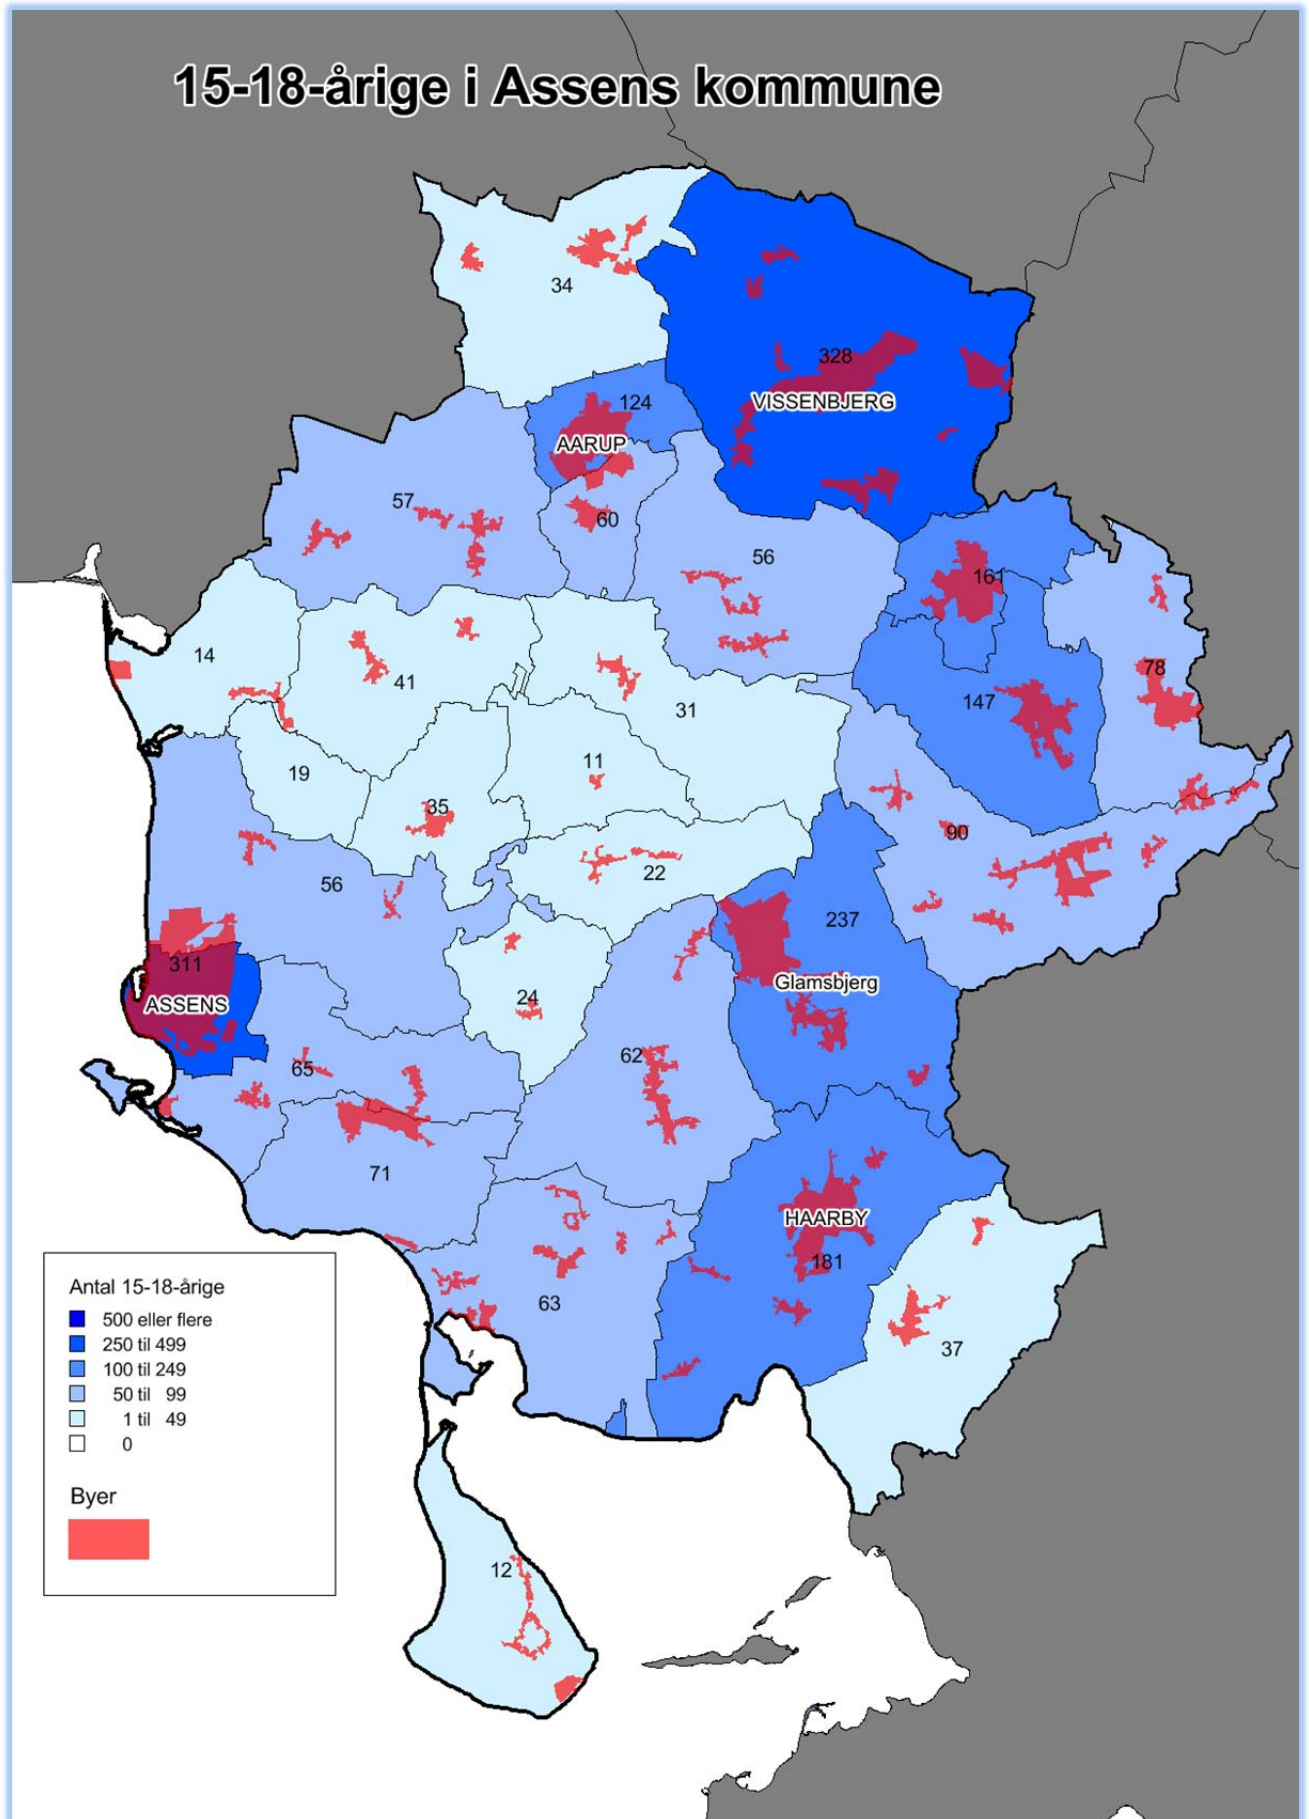 15-18-årige i Assens kommune
34
328
VISSENBJERG
124
AARUP
57
60
56
161
14
41
31
147
78
19
11
35
90
56
22
237
311
Glamsbjerg
ASSENS
24
65
62
71
HAARBY
181
63
37
12
Antal 15-18-årige
500 eller flere
250 til 499
100 til 249
50 til 99
1 til 49
0
Byer